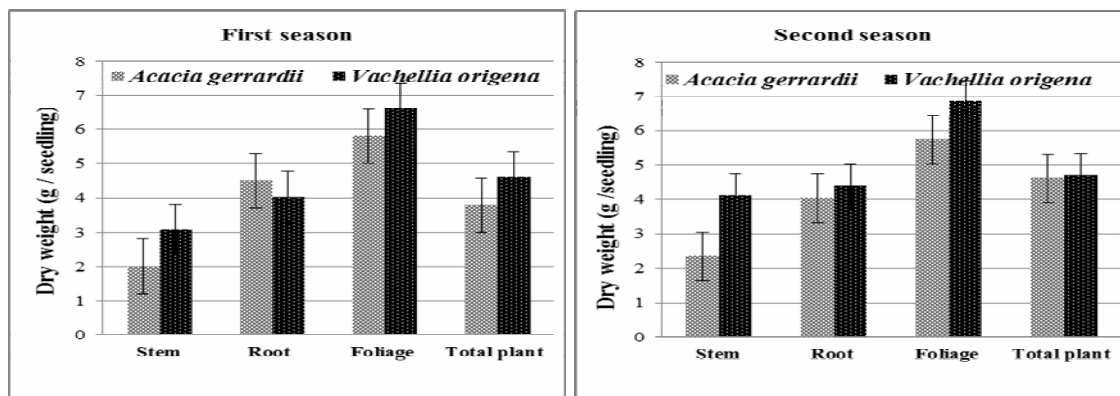 First season
Dry weight (g / seedling)
8
7
6
5
4
3
2
1
0
Acacia gerrardii Vachellia origena
Stem Root Foliage Total plant
Second season
Dry weight (g /seedling)
8
7
6
5
4
3
2
1
0
Acacia gerrardii Vachellia origena
Stem Root Foliage Total plant